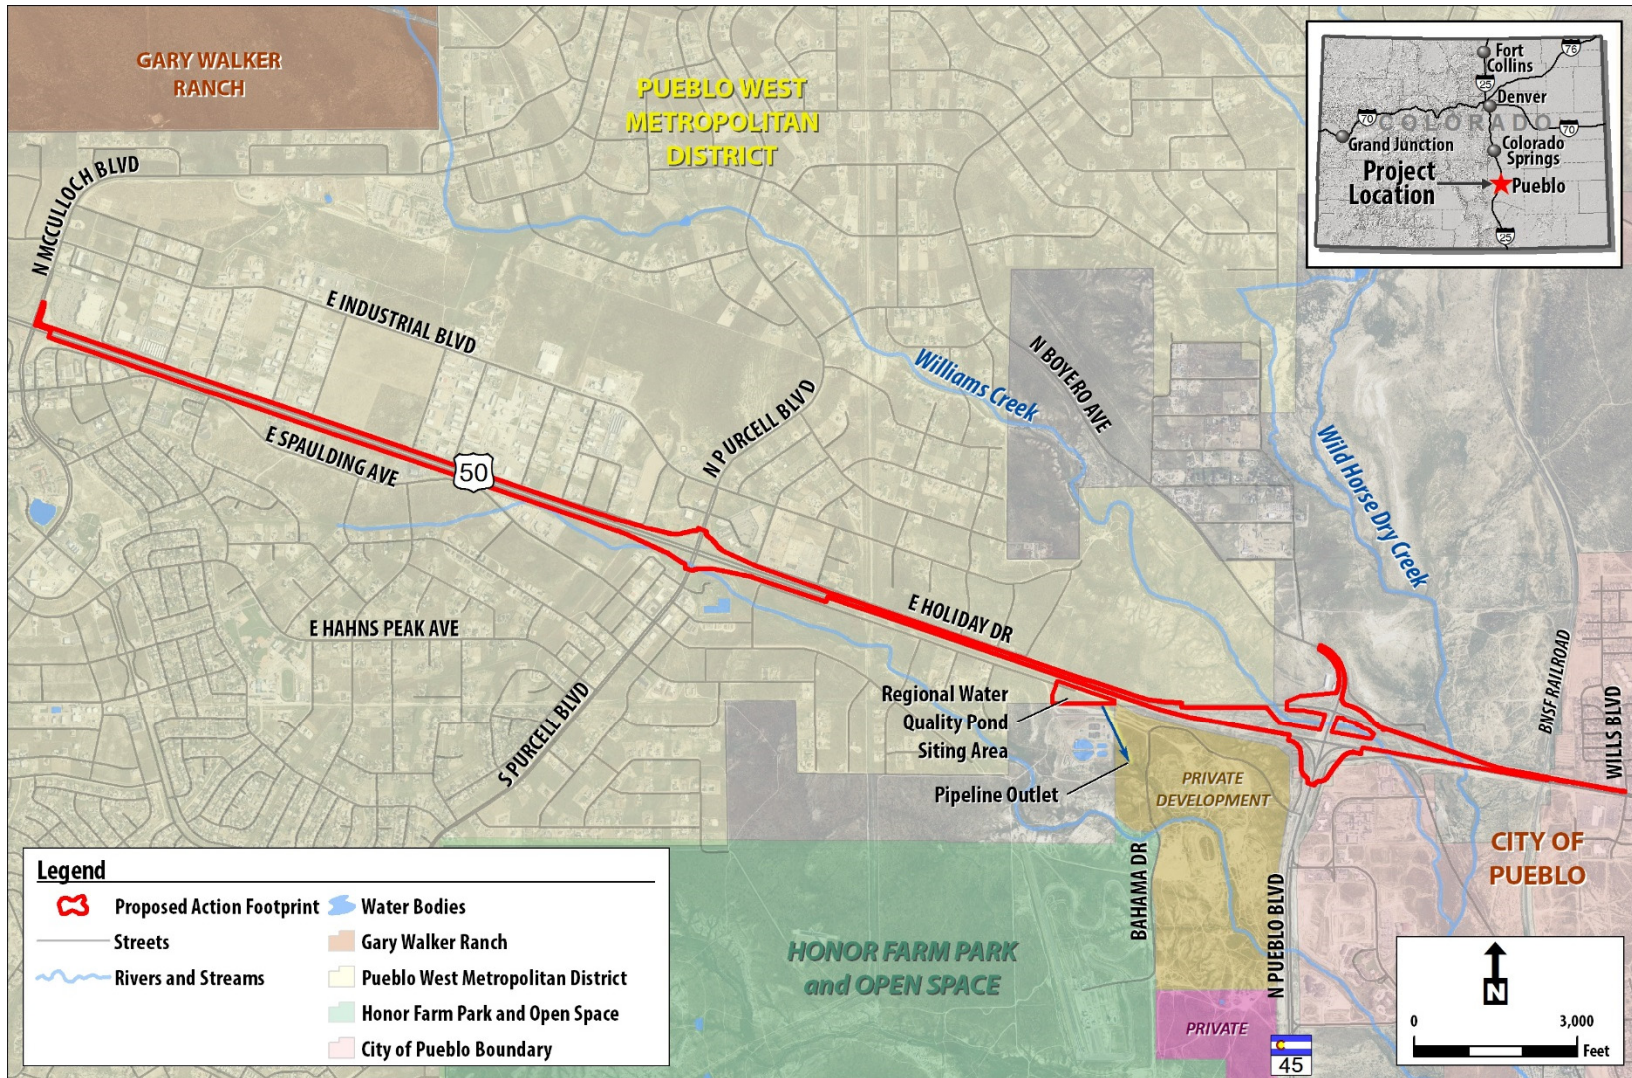 GARY WALKER
RANCH
PUEBLO WEST
METROPOLITAN
DISTRICT
76
Fort
Collins
25
Denver
70
COLORADO
70
Grand Junction
Colorado
Springs
Project
Location
Pueblo
25
N MCCULLOCH BLVD
E INDUSTRIAL BLVD
N PURCELL BLVD
Williams Creek
N BOYERO AVE
Wild Horse Dry Creek
E SPAULDING AVE
50
E HOLIDAY DR
E HAHNS PEAK AVE
S PURCELL BLVD
Regional Water
Quality Pond
Siting Area
Pipeline Outlet
PRIVATE
DEVELOPMENT
BNSF RAILROAD
WILLS BLVD
CITY OF
PUEBLO
BAHAMA DR
N PUEBLO BLVD
HONOR FARM PARK
and OPEN SPACE
PRIVATE
45
Legend
Proposed Action Footprint
Streets
Rivers and Streams
Water Bodies
Gary Walker Ranch
Pueblo West Metropolitan District
Honor Farm Park and Open Space
City of Pueblo Boundary
N
0 3,000
Feet